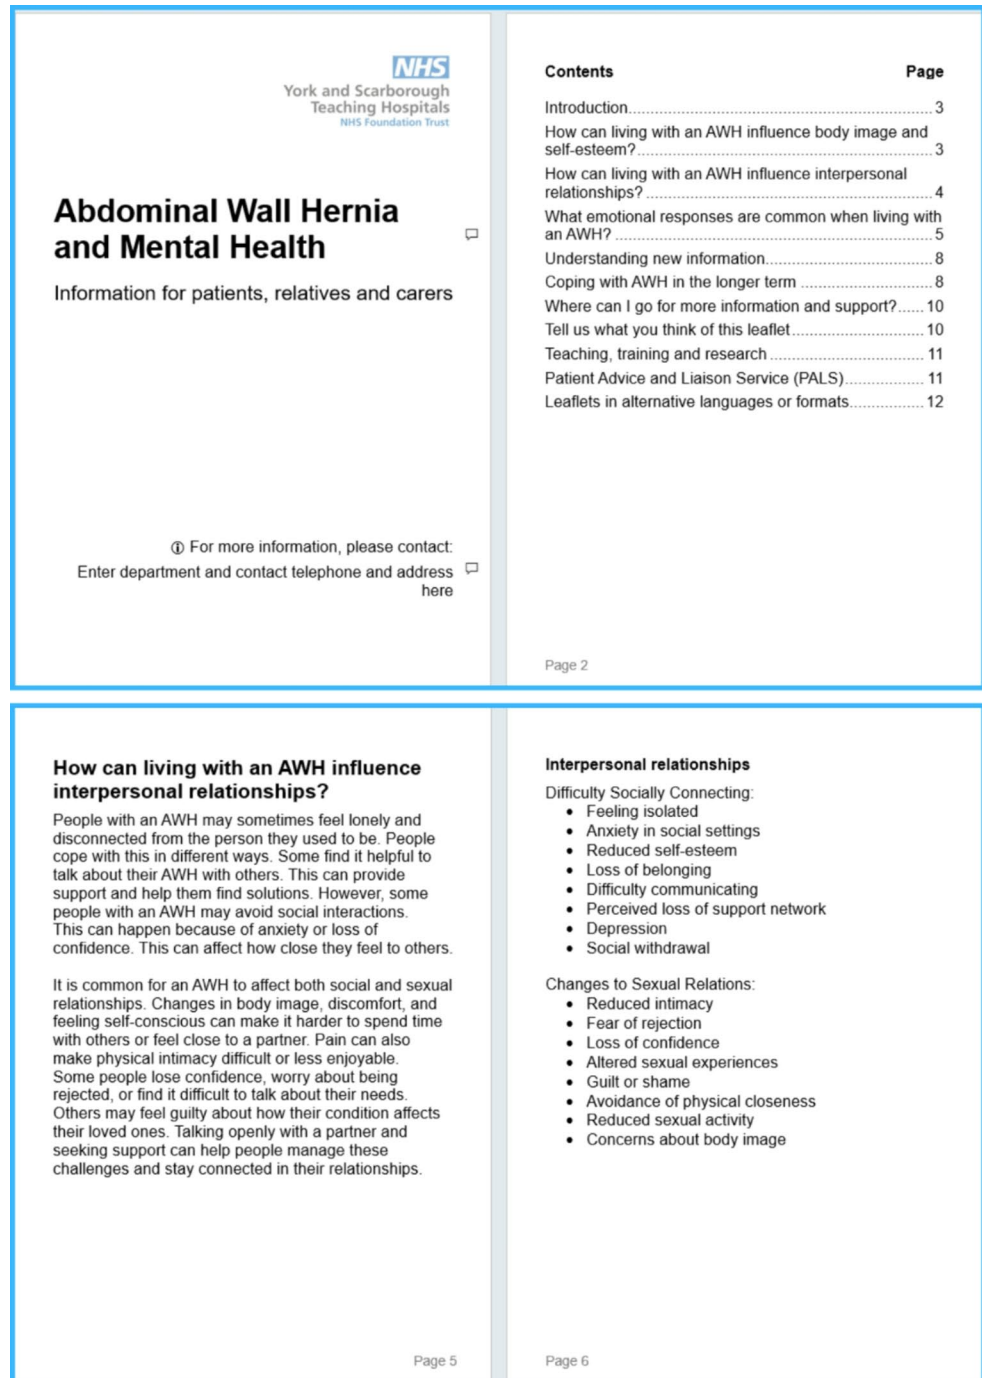 NHS
York and Scarborough
Teaching Hospitals
NHS Foundation Trust
Abdominal Wall Hernia
and Mental Health
Information for patients, relatives and carers
ⓘ For more information, please contact:
Enter department and contact telephone and address
here
Contents Page
Introduction.................................................................... 3
How can living with an AWH influence body image and
self-esteem?................................................................... 3
How can living with an AWH influence interpersonal
relationships? ................................................................. 4
What emotional responses are common when living with
an AWH? ........................................................................ 5
Understanding new information...................................... 8
Coping with AWH in the longer term ............................... 8
Where can I go for more information and support?...... 10
Tell us what you think of this leaflet.............................. 10
Teaching, training and research ................................... 11
Patient Advice and Liaison Service (PALS).................. 11
Leaflets in alternative languages or formats................. 12
Page 2
How can living with an AWH influence
interpersonal relationships?
People with an AWH may sometimes feel lonely and
disconnected from the person they used to be. People
cope with this in different ways. Some find it helpful to
talk about their AWH with others. This can provide
support and help them find solutions. However, some
people with an AWH may avoid social interactions.
This can happen because of anxiety or loss of
confidence. This can affect how close they feel to others.
It is common for an AWH to affect both social and sexual
relationships. Changes in body image, discomfort, and
feeling self-conscious can make it harder to spend time
with others or feel close to a partner. Pain can also
make physical intimacy difficult or less enjoyable.
Some people lose confidence, worry about being
rejected, or find it difficult to talk about their needs.
Others may feel guilty about how their condition affects
their loved ones. Talking openly with a partner and
seeking support can help people manage these
challenges and stay connected in their relationships.
Page 5
Interpersonal relationships
Difficulty Socially Connecting:
• Feeling isolated
• Anxiety in social settings
• Reduced self-esteem
• Loss of belonging
• Difficulty communicating
• Perceived loss of support network
• Depression
• Social withdrawal
Changes to Sexual Relations:
• Reduced intimacy
• Fear of rejection
• Loss of confidence
• Altered sexual experiences
• Guilt or shame
• Avoidance of physical closeness
• Reduced sexual activity
• Concerns about body image
Page 6